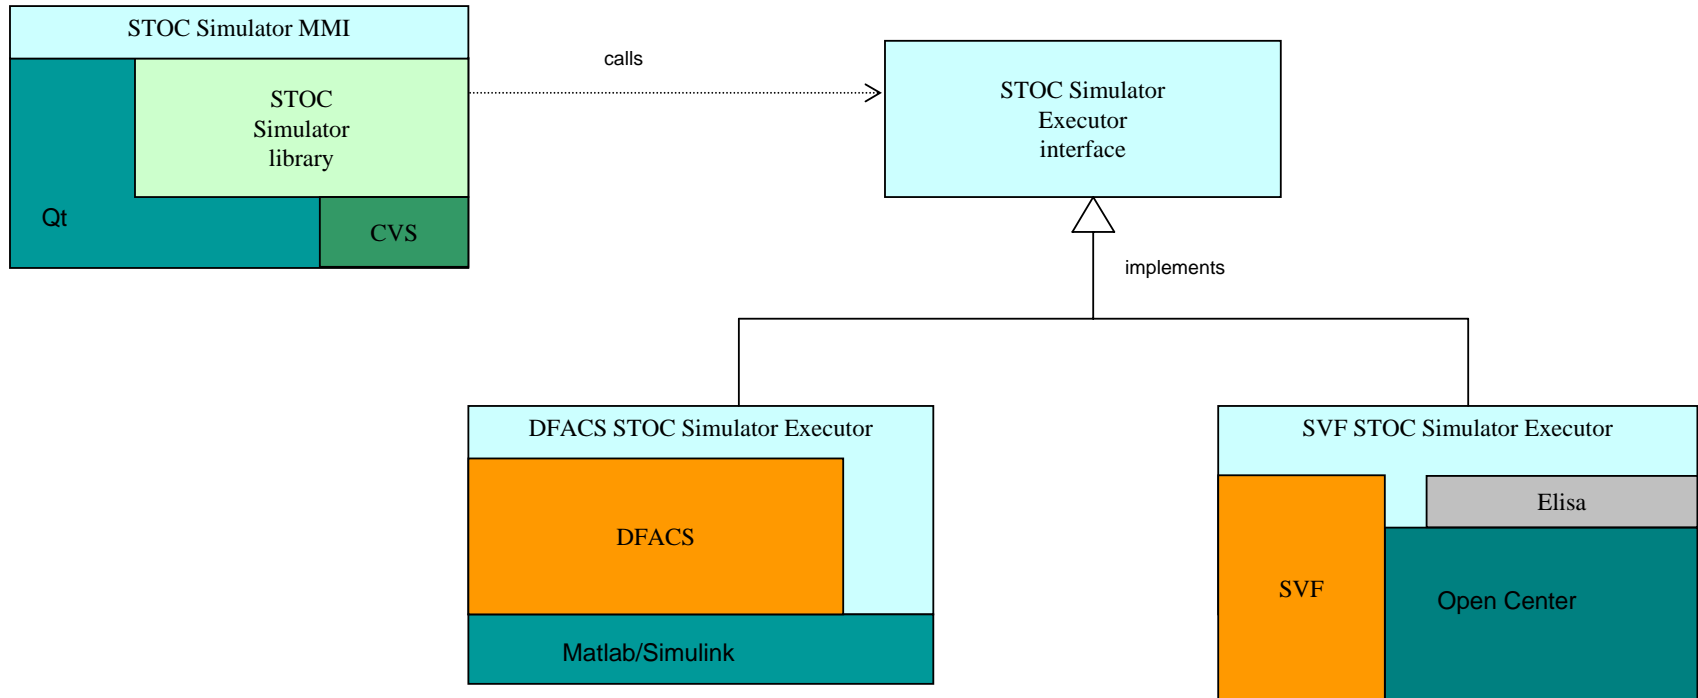 STOC Simulator MMI
calls
STOC
Simulator
library
STOC Simulator
Executor
interface
Qt
CVS
implements
DFACS STOC Simulator Executor
SVF STOC Simulator Executor
Elisa
DFACS
SVF
Open Center
Matlab/Simulink